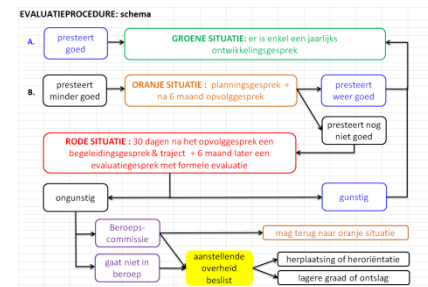 EVALUATIEPROCEDURE: schema
A.
presteert
goed
GROENE SITUATIE: er is enkel een jaarlijks
ontwikkelingsgesprek
B.
presteert
minder goed
ORANJE SITUATIE : planningsgesprek +
na 6 maand opvolggesprek
presteert
weer goed
presteert nog
niet goed
RODE SITUATIE : 30 dagen na het opvolggesprek een
begeleidingsgesprek & traject + 6 maand later een
evaluatiegesprek met formele evaluatie
ongunstig
gunstig
Beroeps-
commissie
mag terug naar oranje situatie
gaat niet in
beroep
aanstellende
overheid
beslist
herplaatsing of heroriëntatie
lagere graad of ontslag